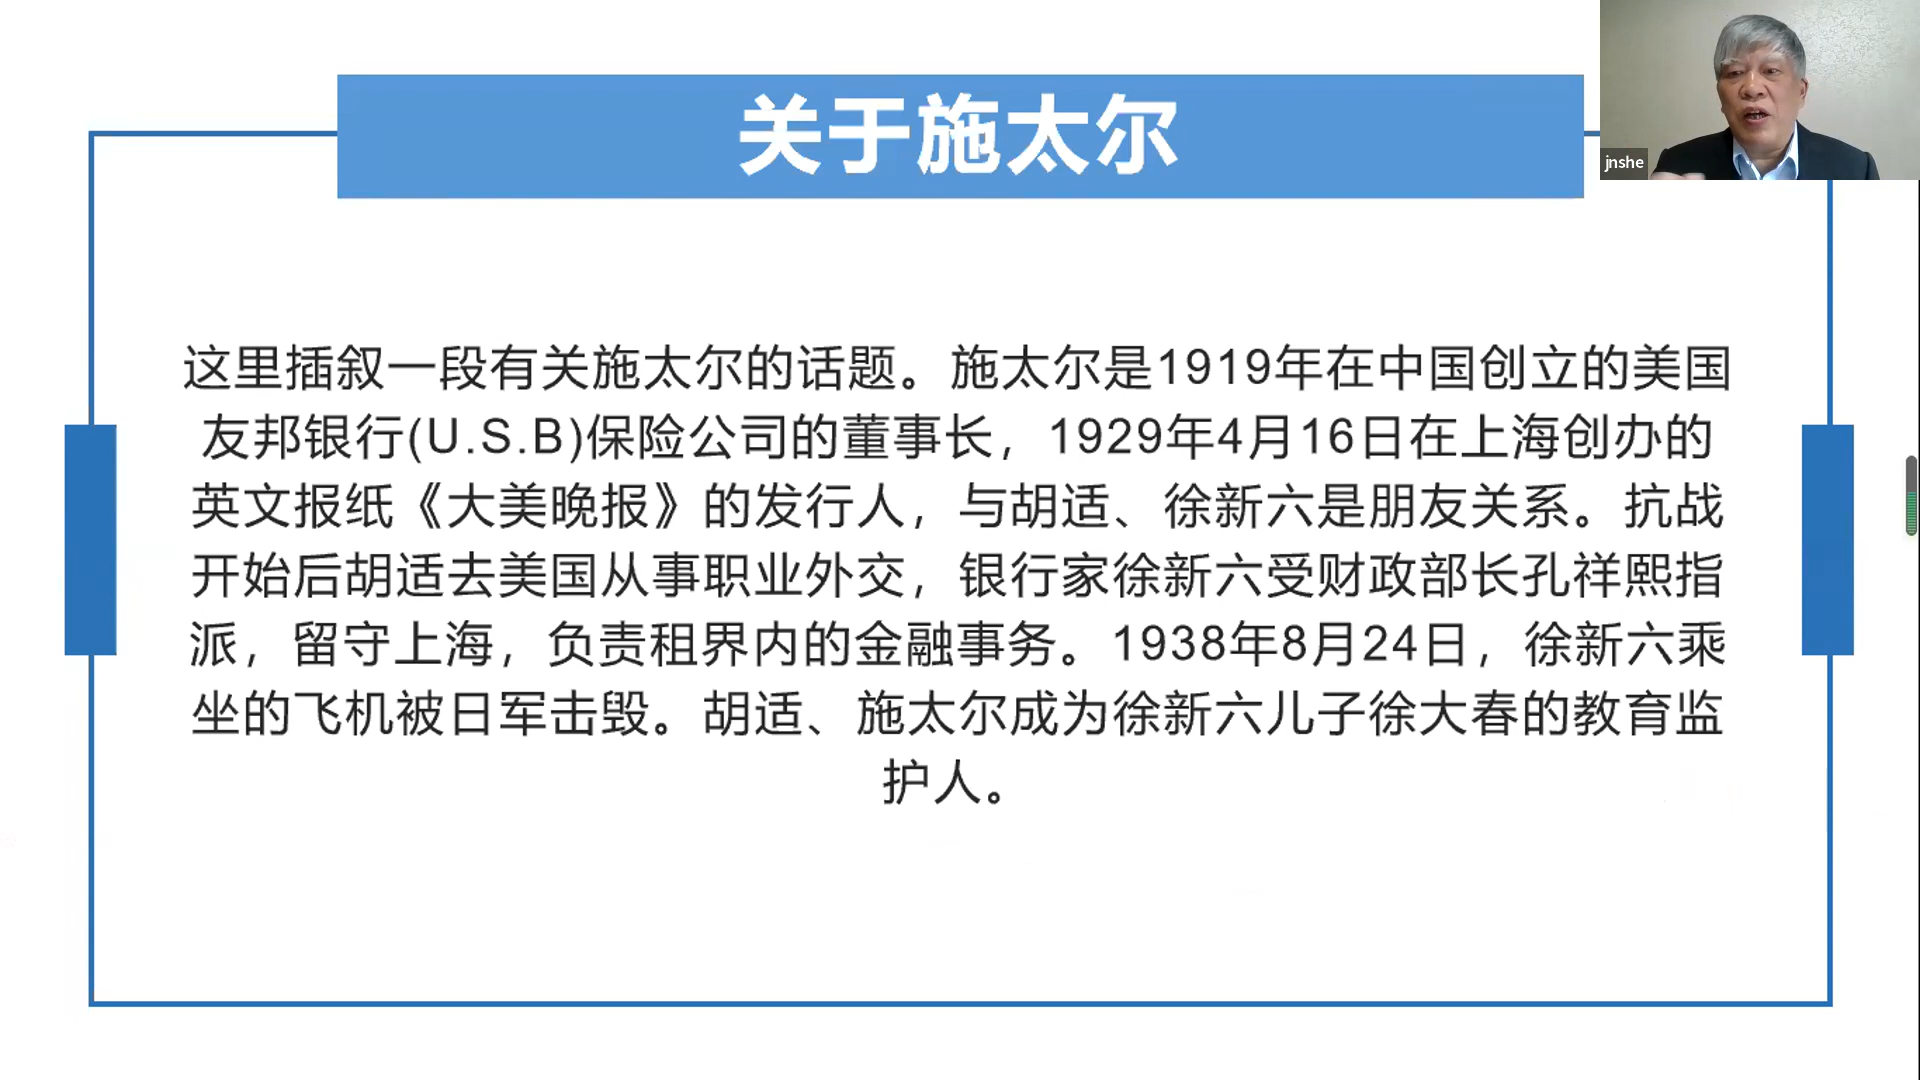 关于施太尔
jnshe
这里插叙一段有关施太尔的话题。施太尔是1919年在中国创立的美国
友邦银行(U.S.B)保险公司的董事长，1929年4月16日在上海创办的
英文报纸《大美晚报》的发行人，与胡适、徐新六是朋友关系。抗战
开始后胡适去美国从事职业外交，银行家徐新六受财政部长孔祥熙指
派，留守上海，负责租界内的金融事务。1938年8月24日，徐新六乘
坐的飞机被日军击毁。胡适、施太尔成为徐新六儿子徐大春的教育监
护人。